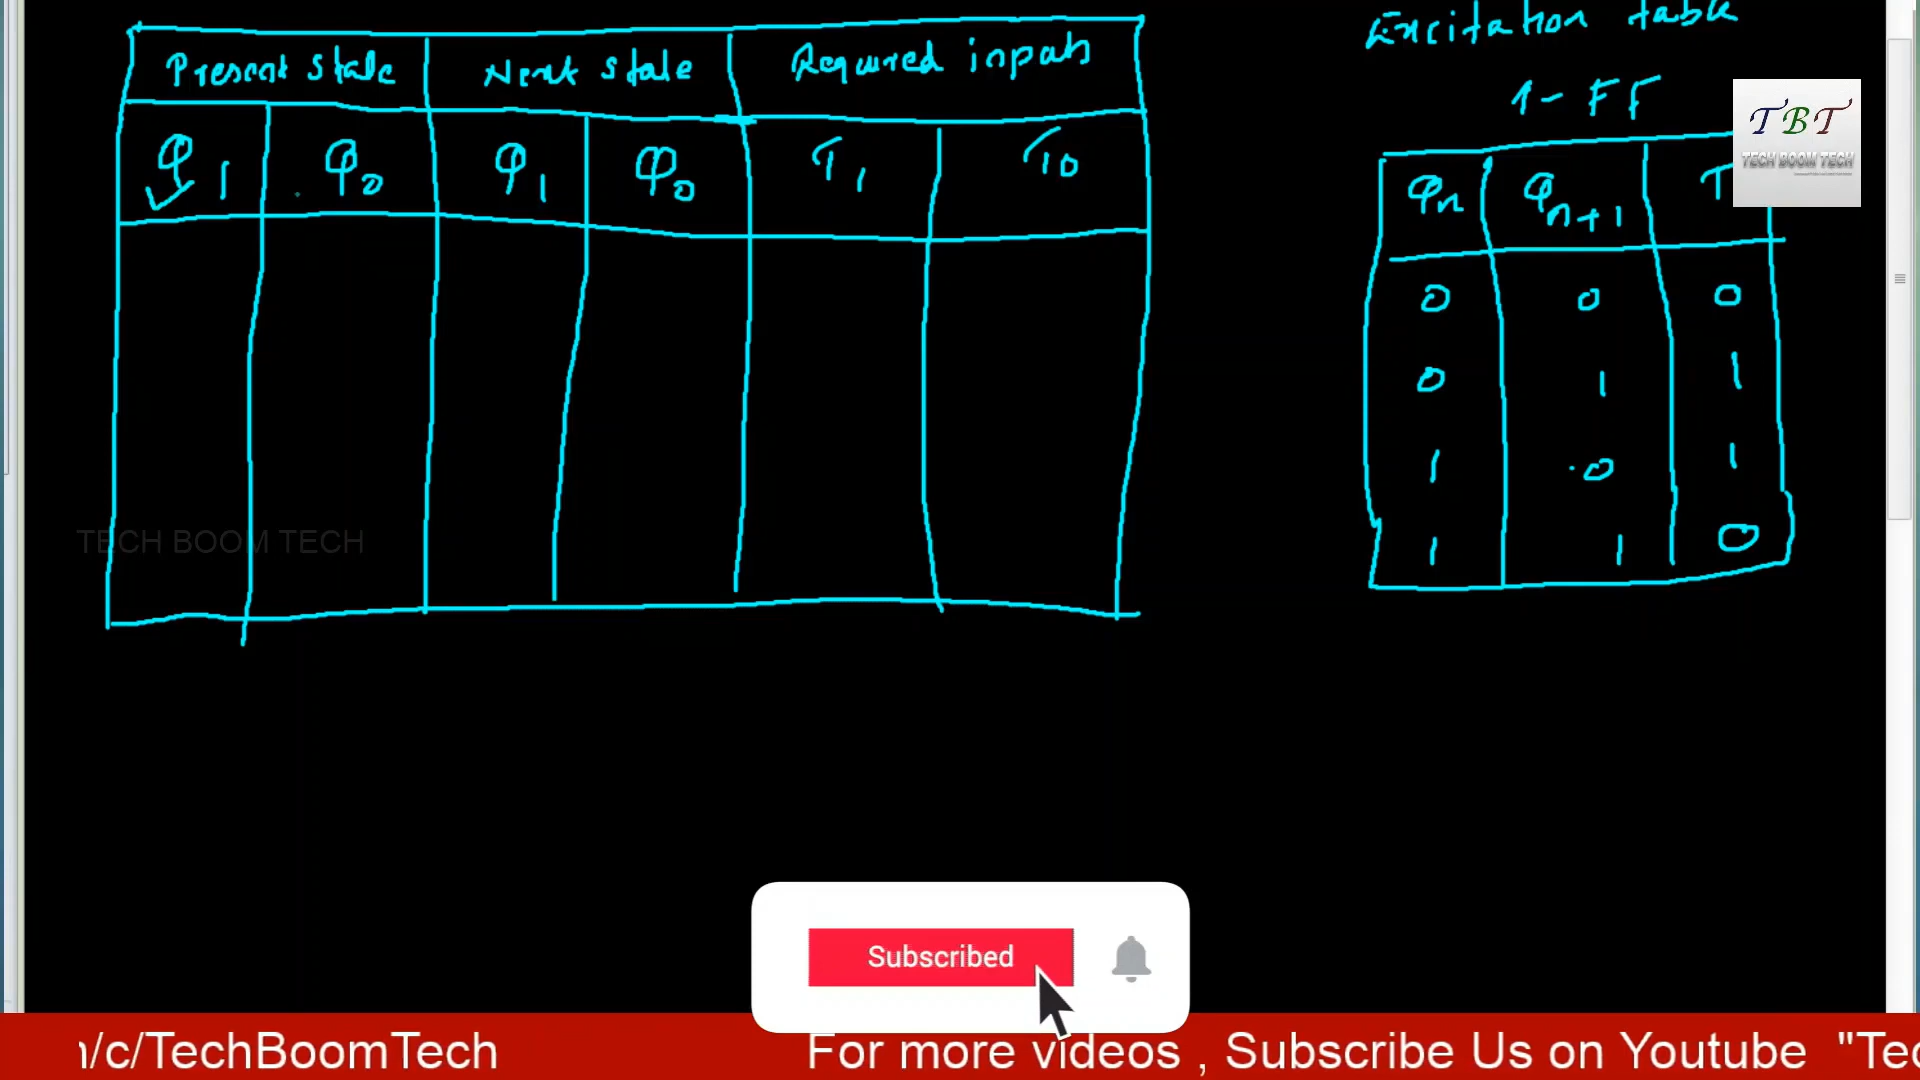 Present state Next state Required inputs
Q1 Q0 Q1 Q0 T1 T0
Excitation table
T-FF
Qn Qn+1 T
0 0 0
0 1 1
1 0 1
1 1 0
TBT
TECH BOOM TECH
TECH BOOM TECH
Subscribed
/c/TechBoomTech For more videos , Subscribe Us on Youtube "Tec